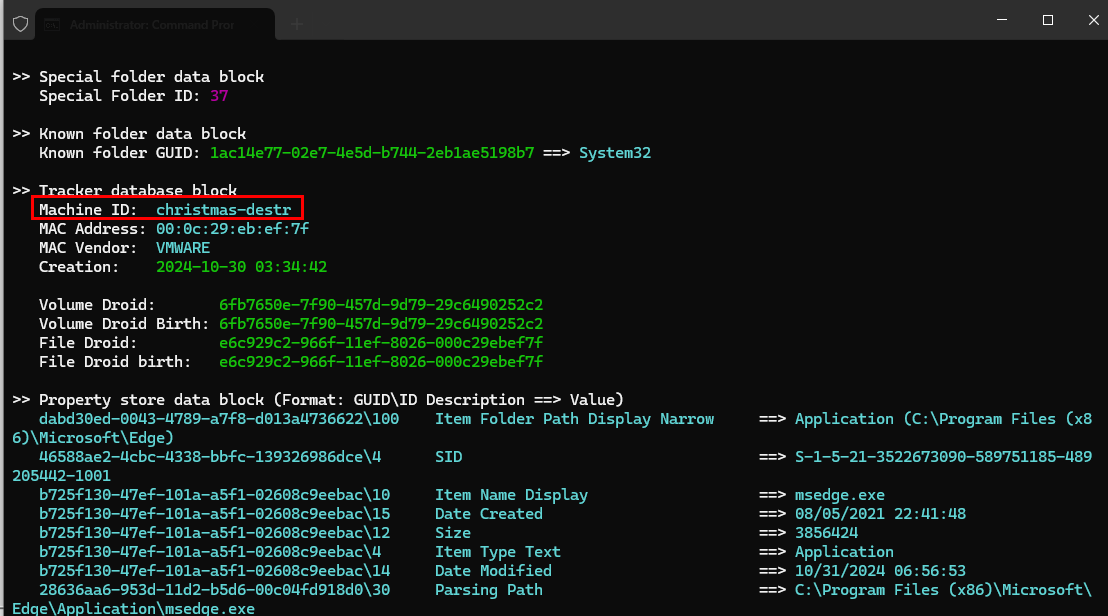 Administrator: Command Pror
>> Special folder data block
Special Folder ID: 37
>> Known folder data block
Known folder GUID: 1ac14e77-02e7-4e5d-b744-2eb1ae5198b7 ==> System32
>> Tracker database block
Machine ID: christmas-destr
MAC Address: 00:0c:29:eb:ef:7f
MAC Vendor: VMWARE
Creation: 2024-10-30 03:34:42
Volume Droid: 6fb7650e-7f90-457d-9d79-29c6490252c2
Volume Droid Birth: 6fb7650e-7f90-457d-9d79-29c6490252c2
File Droid: e6c929c2-966f-11ef-8026-000c29ebef7f
File Droid birth: e6c929c2-966f-11ef-8026-000c29ebef7f
>> Property store data block (Format: GUID\ID Description ==> Value)
dabd30ed-0043-4789-a7f8-d013a4736622\100 Item Folder Path Display Narrow ==> Application (C:\Program Files (x8
6)\Microsoft\Edge)
46588ae2-4cbc-4338-bbfc-139326986dce\4 SID ==> S-1-5-21-3522673090-589751185-489
205442-1001
b725f130-47ef-101a-a5f1-02608c9eebac\10 Item Name Display ==> msedge.exe
b725f130-47ef-101a-a5f1-02608c9eebac\15 Date Created ==> 08/05/2021 22:41:48
b725f130-47ef-101a-a5f1-02608c9eebac\12 Size ==> 3856424
b725f130-47ef-101a-a5f1-02608c9eebac\4 Item Type Text ==> Application
b725f130-47ef-101a-a5f1-02608c9eebac\14 Date Modified ==> 10/31/2024 06:56:53
28636aa6-953d-11d2-b5d6-00c04fd918d0\30 Parsing Path ==> C:\Program Files (x86)\Microsoft\
Edge\Application\msedge.exe